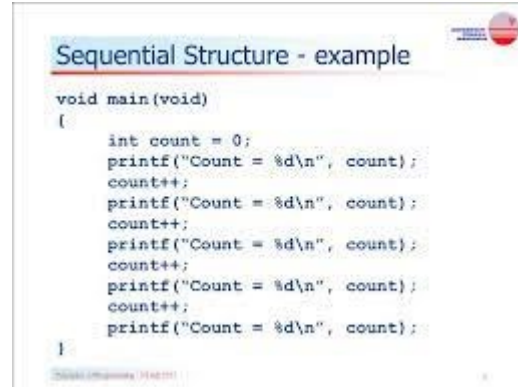 Sequential Structure - example
void main(void)
{
int count = 0;
printf("Count = %d\n", count);
count++;
printf("Count = %d\n", count);
count++;
printf("Count = %d\n", count);
count++;
printf("Count = %d\n", count);
count++;
printf("Count = %d\n", count);
}